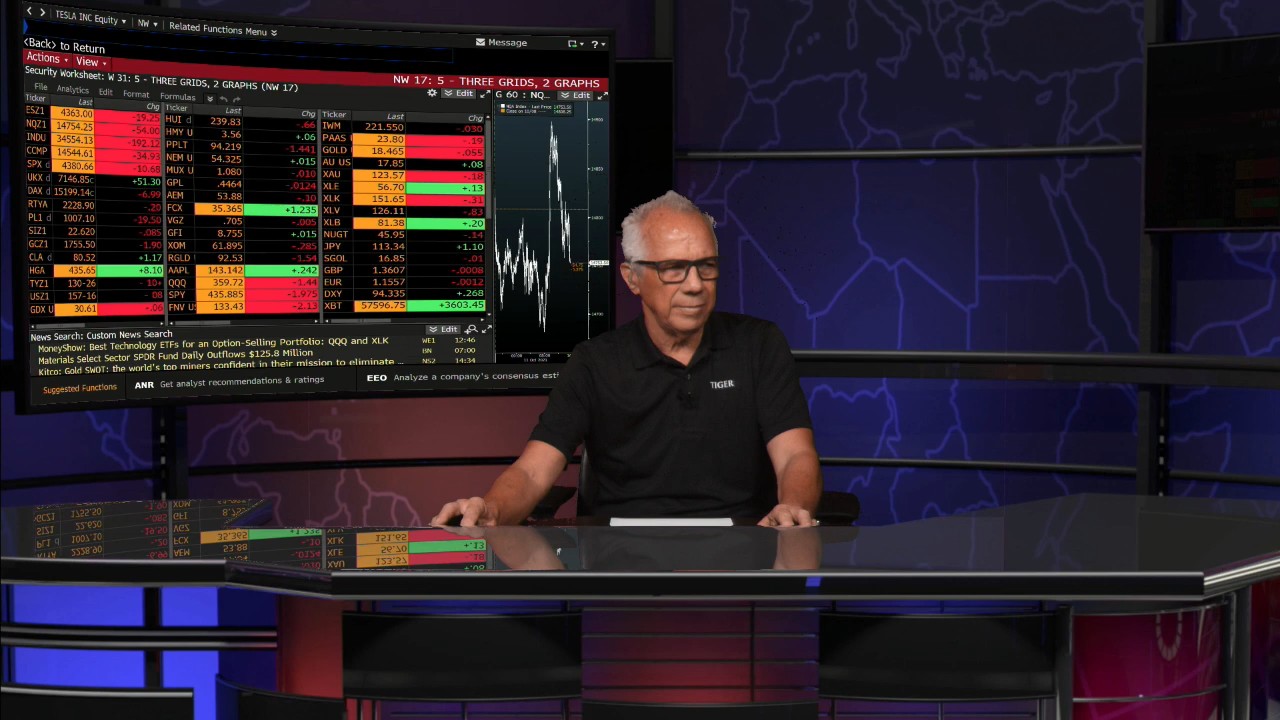 < > TESLA INC Equity NW Related Functions Menu
Message ?
<Back> to Return
Actions View
NW 17: 5 - THREE GRIDS, 2 GRAPHS
Security Worksheet: W 31: 5 - THREE GRIDS, 2 GRAPHS (NW 17)
File Analytics Edit Format Formulas
Edit
G 60 : NQ... Edit
Ticker Last Chg Ticker Last Chg Ticker Last Chg
ESZ1 4363.00 -19.25 HUI d 239.83 -.66 IWM 221.550 -.030
NQZ1 14754.25 -54.00 HMY U 3.56 +.06 PAAS 23.80 -.19
INDU 34554.13 -192.12 PPLT 94.219 -1.441 GOLD 18.465 -.055
CCMP 14544.61 -34.93 NEM U 54.325 +.015 AU US 17.85 +.08
SPX d 4380.66 -10.68 MUX U 1.080 -.010 XAU 123.57 -.18
UKX d 7146.85c +51.30 GPL .4464 -.0124 XLE 56.70 +.13
DAX d 15199.14c -6.99 AEM 53.88 -.10 XLK 151.65 -.31
RTYA 2228.90 -.20 FCX 35.365 +1.235 XLV 126.11 -.83
PL1 d 1007.10 -19.50 VGZ .705 -.005 XLB 81.38 +.20
SIZ1 22.620 -.085 GFI 8.755 +.015 NUGT 45.95 -.14
GCZ1 1755.50 -1.90 XOM 61.895 -.285 JPY 113.34 +1.10
CLA d 80.52 +1.17 RGLD 92.53 -1.54 SGOL 16.85 -.01
HGA 435.65 +8.10 AAPL 143.142 +.242 GBP 1.3607 -.0008
TYZ1 130-26 -10+ QQQ 359.72 -1.44 EUR 1.1557 -.0012
USZ1 157-16 -08 SPY 435.885 -1.975 DXY 94.335 +.268
GDX U 30.61 -.06 FNV U 133.43 -2.13 XBT 57596.75 +3603.45
News Search: Custom News Search
Edit
MoneyShow: Best Technology ETFs for an Option-Selling Portfolio: QQQ and XLK WE1 12:46
Materials Select Sector SPDR Fund Daily Outflows $125.8 Million BN 07:00
Kitco: Gold SWOT: the world's top miners confident in their mission to eliminate ... NS2 14:34
Suggested Functions ANR Get analyst recommendations & ratings EEO Analyze a company's consensus esti
TIGER